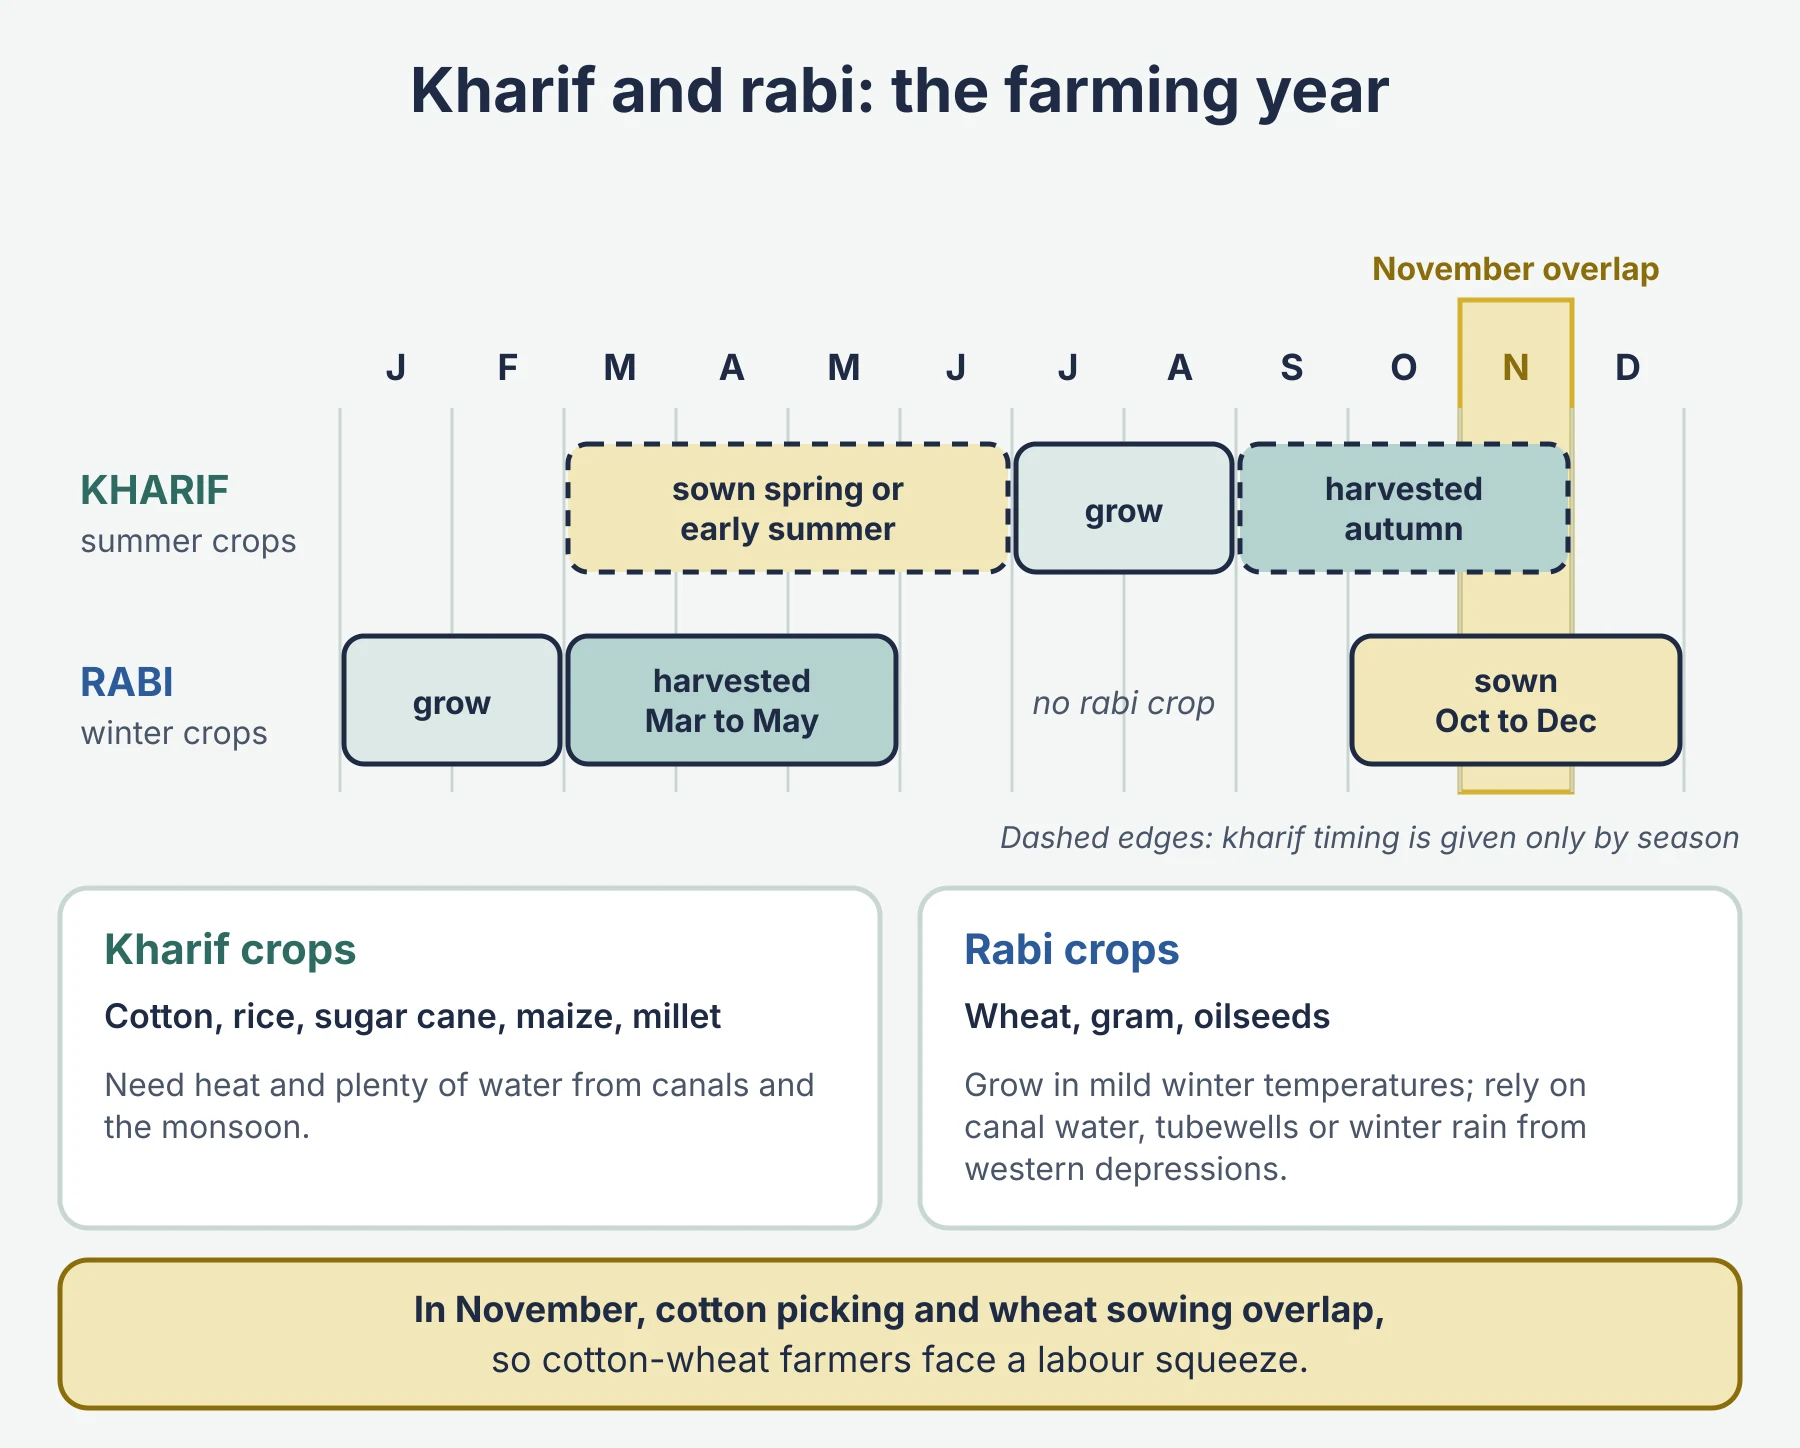 Kharif and rabi: the farming year
November overlap
J F M A M J J A S O N D
KHARIF
summer crops
sown spring or
early summer
grow
harvested
autumn
RABI
winter crops
grow
harvested
Mar to May
no rabi crop
sown
Oct to Dec
Dashed edges: kharif timing is given only by season
Kharif crops
Cotton, rice, sugar cane, maize, millet
Need heat and plenty of water from canals and
the monsoon.
Rabi crops
Wheat, gram, oilseeds
Grow in mild winter temperatures; rely on
canal water, tubewells or winter rain from
western depressions.
In November, cotton picking and wheat sowing overlap,
so cotton-wheat farmers face a labour squeeze.